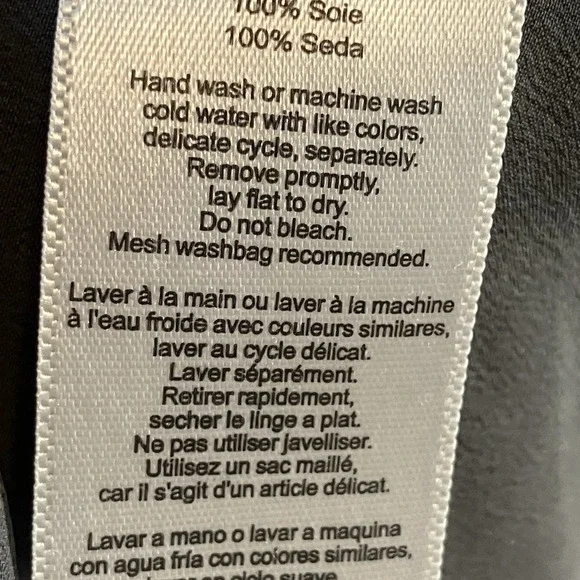 100% Soie
100% Seda
Hand wash or machine wash
cold water with like colors,
delicate cycle, separately.
Remove promptly,
lay flat to dry.
Do not bleach.
Mesh washbag recommended.
Laver à la main ou laver à la machine
à l'eau froide avec couleurs similares,
laver au cycle délicat.
Laver séparément.
Retirer rapidement,
secher le linge a plat.
Ne pas utiliser javelliser.
Utilisez un sac maillé,
car il s'agit d'un article délicat.
Lavar a mano o lavar a maquina
con agua fría con colores similares,
ciclo suave